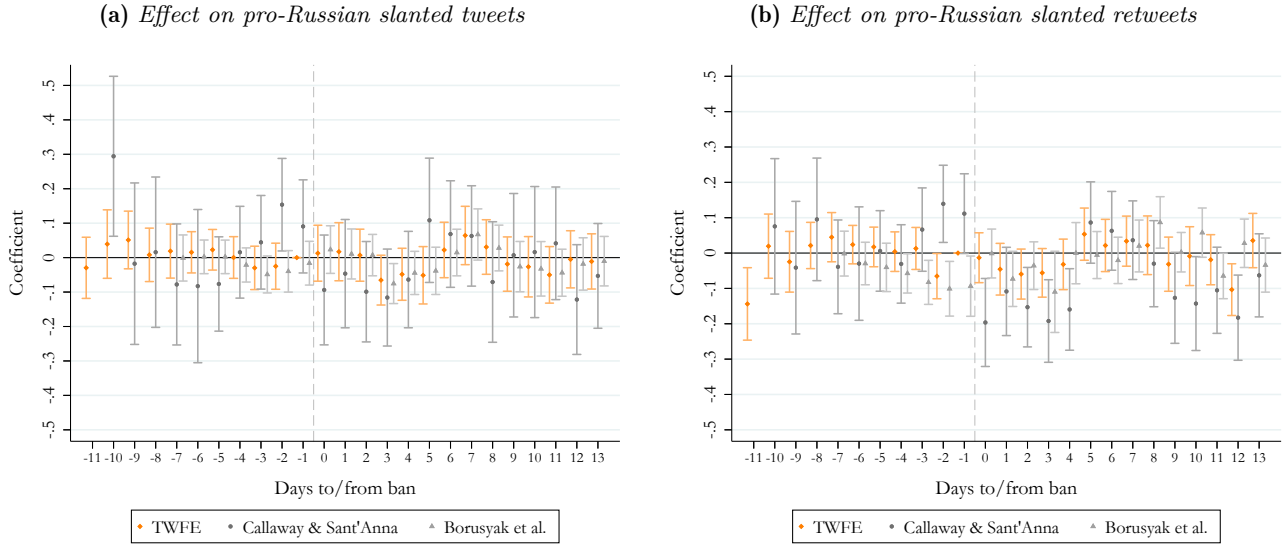 (a) Effect on pro-Russian slanted tweets
.5
.4
.3
.2
.1
0
-.1
-.2
-.3
-.4
-.5
Coefficient
-11 -10 -9 -8 -7 -6 -5 -4 -3 -2 -1 0 1 2 3 4 5 6 7 8 9 10 11 12 13
Days to/from ban
TWFE Callaway & Sant'Anna Borusyak et al.
(b) Effect on pro-Russian slanted retweets
.5
.4
.3
.2
.1
0
-.1
-.2
-.3
-.4
-.5
Coefficient
-11 -10 -9 -8 -7 -6 -5 -4 -3 -2 -1 0 1 2 3 4 5 6 7 8 9 10 11 12 13
Days to/from ban
TWFE Callaway & Sant'Anna Borusyak et al.